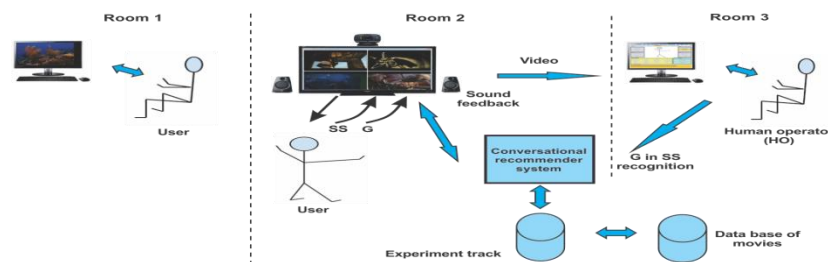 Room 1
Room 2
Room 3
Video
Sound
feedback
SS
G
User
User
Human operato
(HO)
G in SS
recognition
Conversational
recommender
system
Experiment track
Data base of
movies